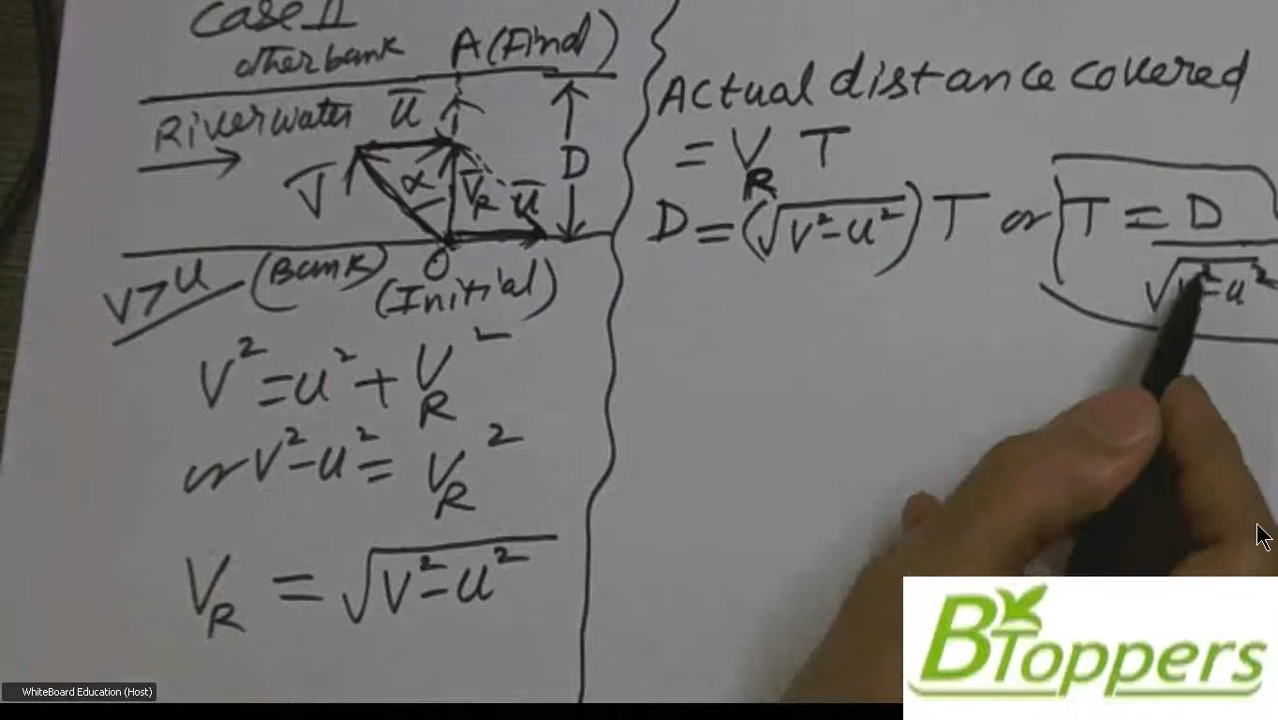 Case II
other bank A (Final)
River water u
V α VR u D
V > u (Bank) O
(Initial)
V² = u² + VR²
or V² - u² = VR²
VR = √V² - u²
Actual distance covered
= VR T
D = (√V² - u²) T or T = D
√V² - u²
BToppers
WhiteBoard Education (Host)